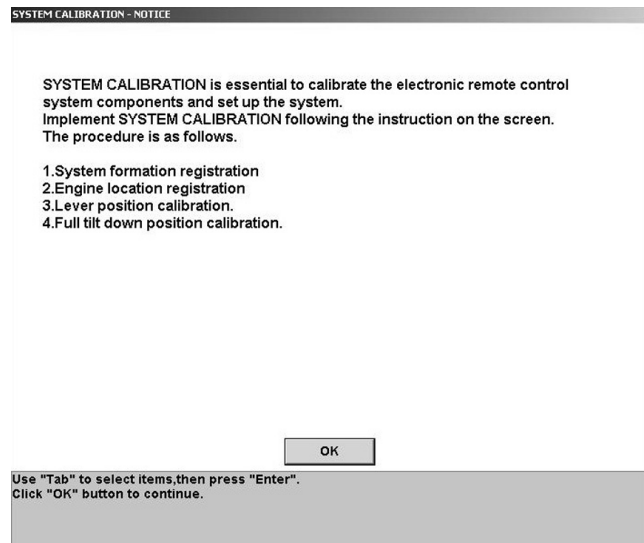 SYSTEM CALIBRATION - NOTICE
SYSTEM CALIBRATION is essential to calibrate the electronic remote control
system components and set up the system.
Implement SYSTEM CALIBRATION following the instruction on the screen.
The procedure is as follows.
1.System formation registration
2.Engine location registration
3.Lever position calibration.
4.Full tilt down position calibration.
OK
Use "Tab" to select items,then press "Enter".
Click "OK" button to continue.